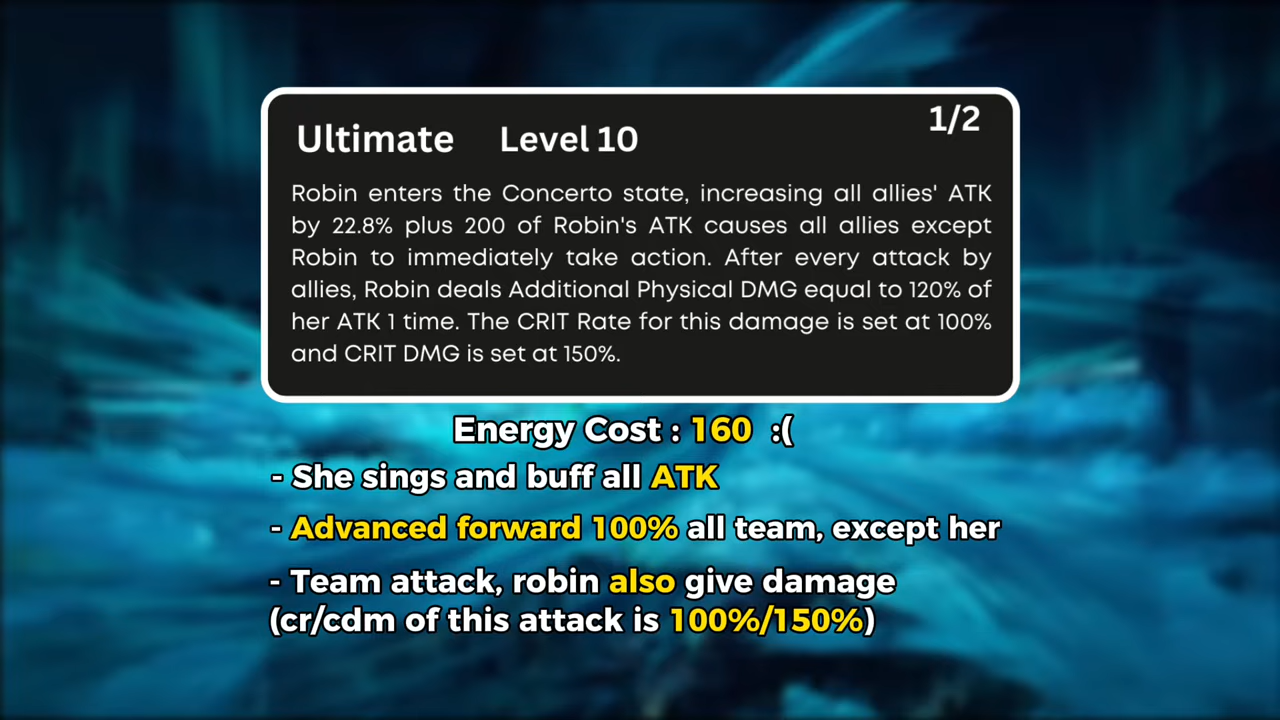 1/2
Ultimate Level 10
Robin enters the Concerto state, increasing all allies' ATK
by 22.8% plus 200 of Robin's ATK causes all allies except
Robin to immediately take action. After every attack by
allies, Robin deals Additional Physical DMG equal to 120% of
her ATK 1 time. The CRIT Rate for this damage is set at 100%
and CRIT DMG is set at 150%.
Energy Cost : 160 :(
- She sings and buff all ATK
- Advanced forward 100% all team, except her
- Team attack, robin also give damage
(cr/cdm of this attack is 100%/150%)